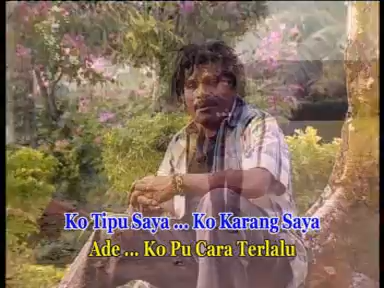 Ko Tipu Saya ... Ko Karang Saya
Ade ... Ko Pu Cara Terlalu